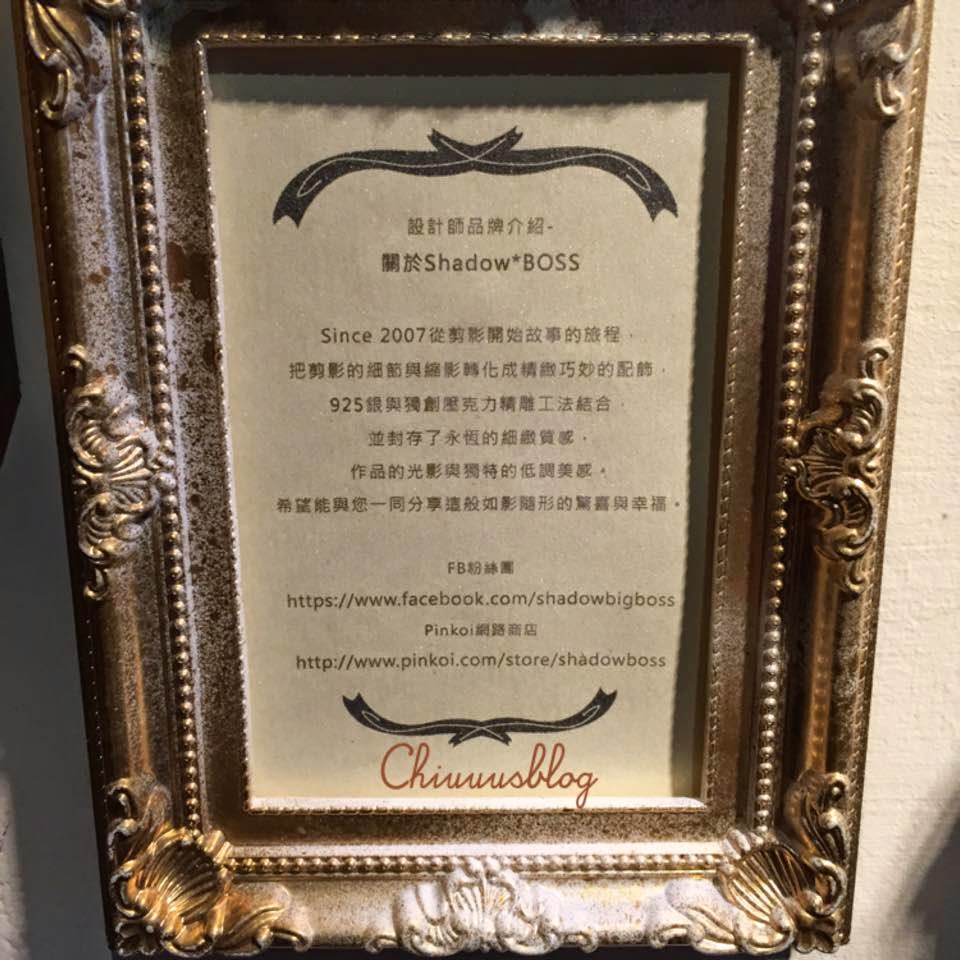 設計師品牌介紹-
關於Shadow*BOSS
Since 2007從剪影開始故事的旅程，
把剪影的細節與縮影轉化成精緻巧妙的配飾，
925銀與獨創壓克力精雕工法結合，
並封存了永恆的細緻質感，
作品的光影與獨特的低調美感。
希望能與您一同分享這般如影隨形的驚喜與幸福。
FB粉絲團
https://www.facebook.com/shadowbigboss
Pinkoi網路商店
http://www.pinkoi.com/store/shadowboss
Chiuuusblog